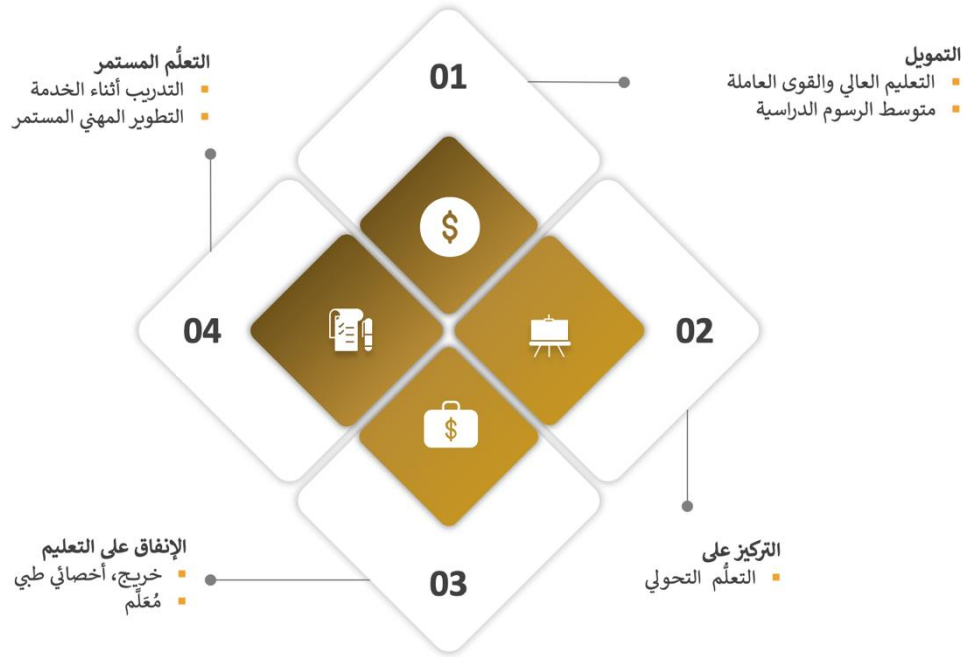 01
التمويل
التعليم العالي والقوى العاملة
متوسط الرسوم الدراسية
02
التركيز على
التعلُّم التحولي
03
الإنفاق على التعليم
خريج، أخصائي طبي
مُعَلَّم
04
التعلُّم المستمر
التدريب أثناء الخدمة
التطوير المهني المستمر
$
$